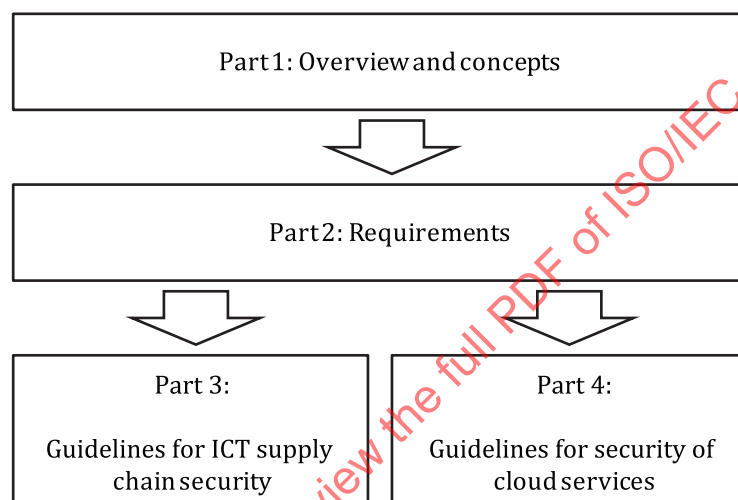 Part 1: Overview and concepts
Part 2: Requirements
Part 3:
Guidelines for ICT supply
chain security
Part 4:
Guidelines for security of
cloud services
view the full PDF of ISO/IEC